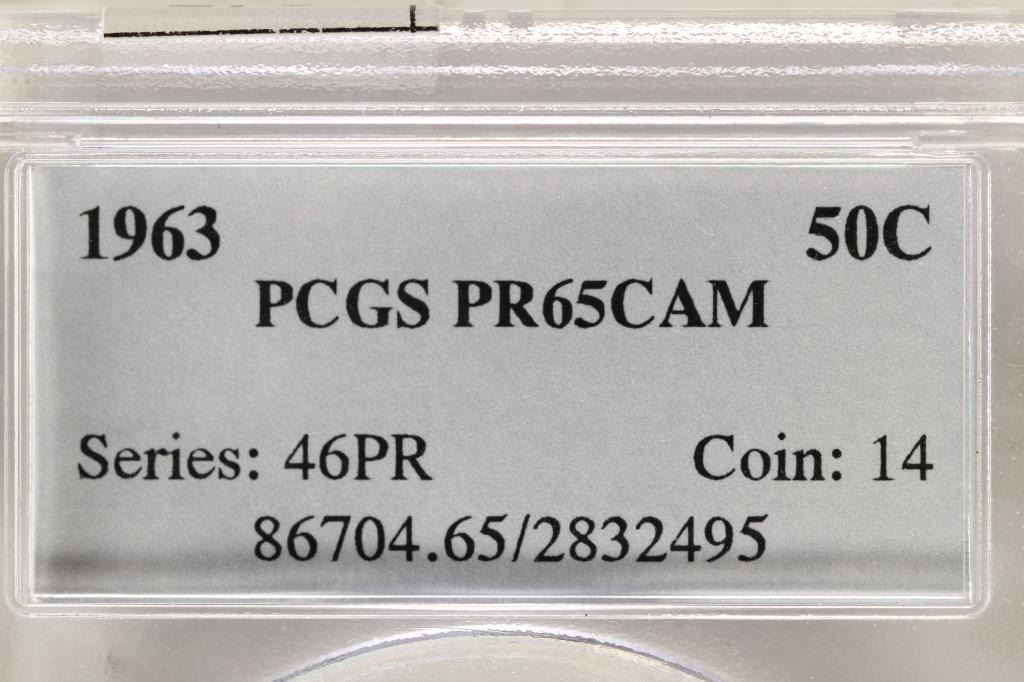 1963 50C
PCGS PR65CAM
Series: 46PR Coin: 14
86704.65/2832495